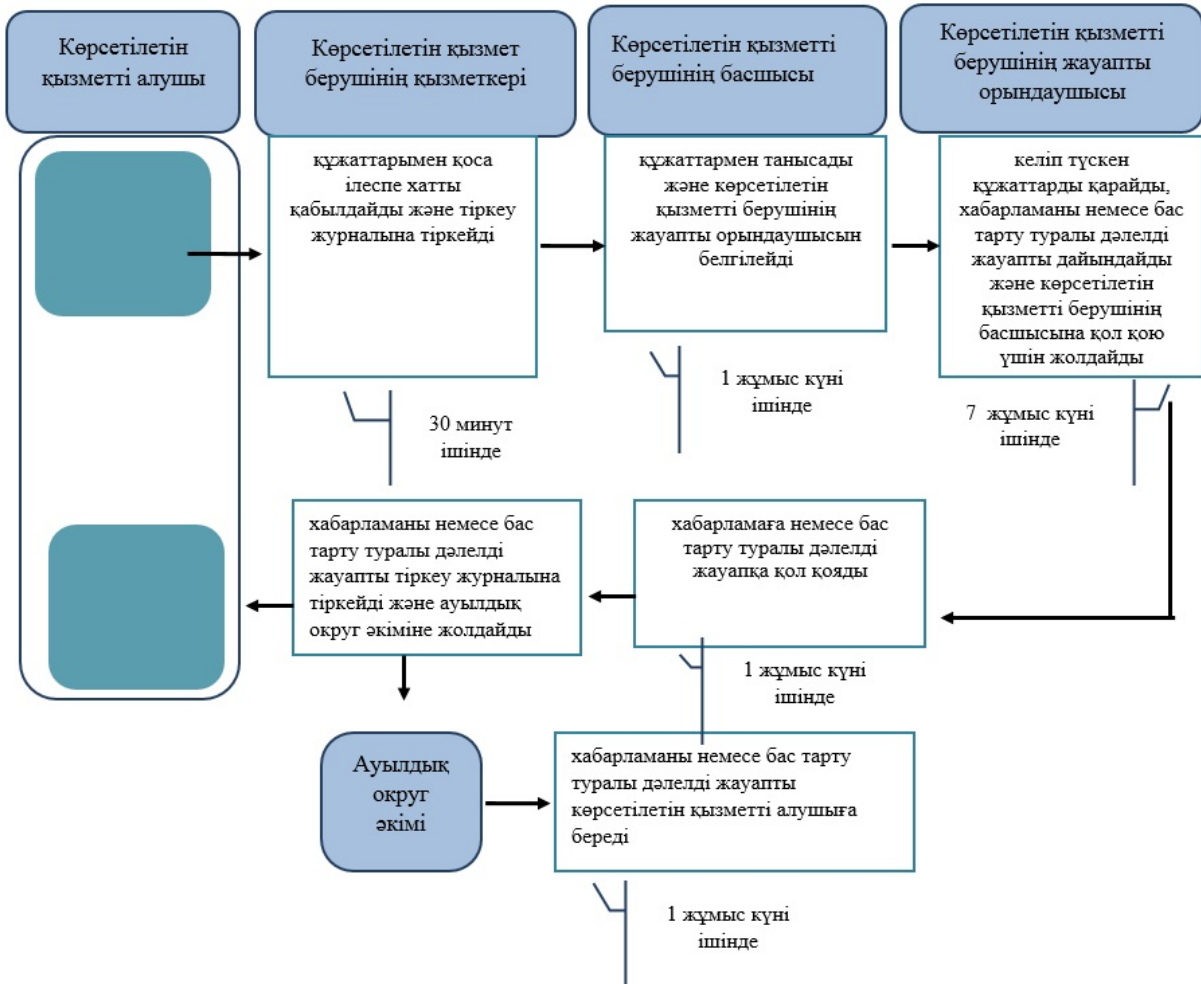 Көрсетілетін
қызметті алушы
Көрсетілетін қызмет
берушінің қызметкері
Көрсетілетін қызметті
берушінің басшысы
Көрсетілетін қызметті
берушінің жауапты
орындаушысы
құжаттарымен қоса
ілеспе хатты
қабылдайды және тіркеу
журналына тіркейді
құжаттармен танысады
және көрсетілетін
қызметті берушінің
жауапты орындаушысын
белгілейді
келіп түскен
құжаттарды қарайды,
хабарламаны немесе бас
тарту туралы дәлелді
жауапты дайындайды
және көрсетілетін
қызметті берушінің
басшысына қол қою
үшін жолдайды
30 минут
ішінде
1 жұмыс күні
ішінде
7 жұмыс күні
ішінде
хабарламаны немесе бас
тарту туралы дәлелді
жауапты тіркеу журналына
тіркейді және ауылдық
округ әкіміне жолдайды
хабарламаға немесе бас
тарту туралы дәлелді
жауапқа қол қояды
1 жұмыс күні
ішінде
Ауылдық
округ
әкімі
хабарламаны немесе бас тарту
туралы дәлелді жауапты
көрсетілетін қызметті алушыға
береді
1 жұмыс күні
ішінде